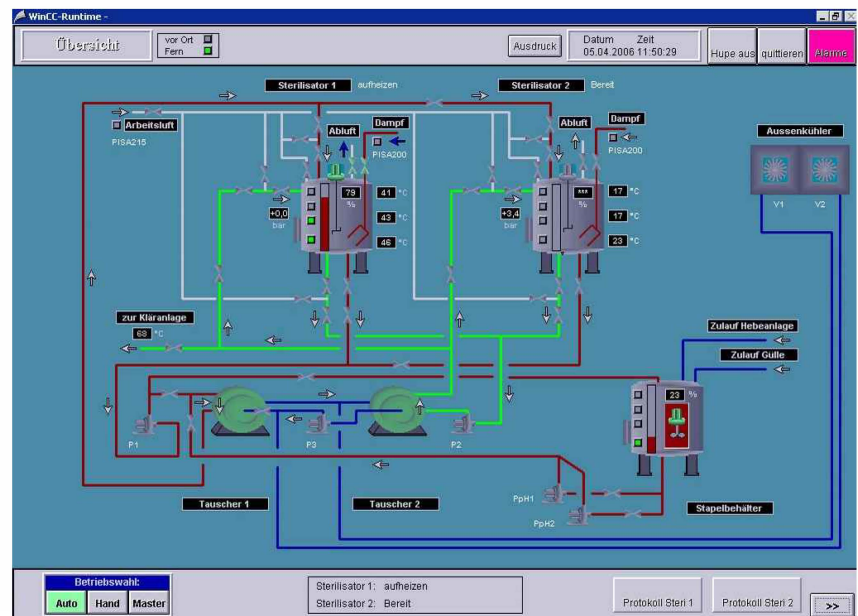 WinCC-Runtime -
Übersicht
vor Ort
Fern
Ausdruck
Datum Zeit
05.04.2006 11:50:29
Hupe aus
quittieren
Alarme
Sterilisator 1 aufheizen
Sterilisator 2 Bereit
Arbeitsluft
PISA215
Abluft
Dampf
PISA200
Abluft
Dampf
PISA200
Aussenkühler
V1 V2
79 %
41 °C
+0,0 bar
43 °C
46 °C
*** %
17 °C
+3,4 bar
17 °C
23 °C
zur Kläranlage
68 °C
Zulauf Hebeanlage
Zulauf Gülle
23 %
P1
P3
P2
Tauscher 1
Tauscher 2
PpH1
PpH2
Stapelbehälter
Betriebswahl:
Auto Hand Master
Sterilisator 1: aufheizen
Sterilisator 2: Bereit
Protokoll Steri 1
Protokoll Steri 2
>>